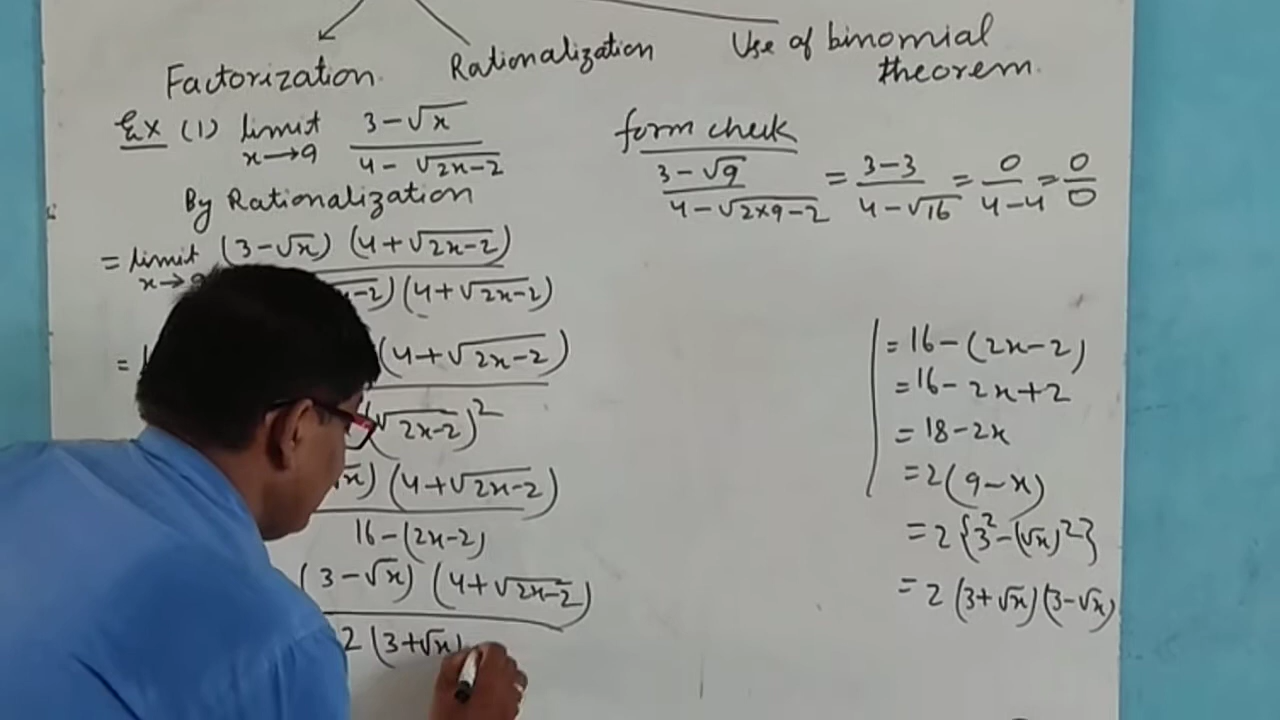 Factorization. Rationalization Use of binomial theorem.
Ex (1) limit x→9 (3-√x)/(4-√(2x-2))
By Rationalization
= limit x→9 (3-√x)(4+√(2x-2))
x-2)(4+√(2x-2))
= (4+√(2x-2))
(√(2x-2))²
√x)(4+√(2x-2))
16-(2x-2)
(3-√x)(4+√(2x-2))
2(3+√x)
form check
(3-√9)/(4-√(2×9-2)) = (3-3)/(4-√16) = 0/(4-4) = 0/0
= 16-(2x-2)
= 16-2x+2
= 18-2x
= 2(9-x)
= 2{3²-(√x)²}
= 2(3+√x)(3-√x)